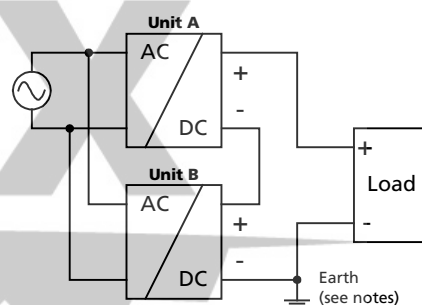 Unit A
AC
+
-
DC
Unit B
AC
+
-
DC
+
Load
-
Earth
(see notes)